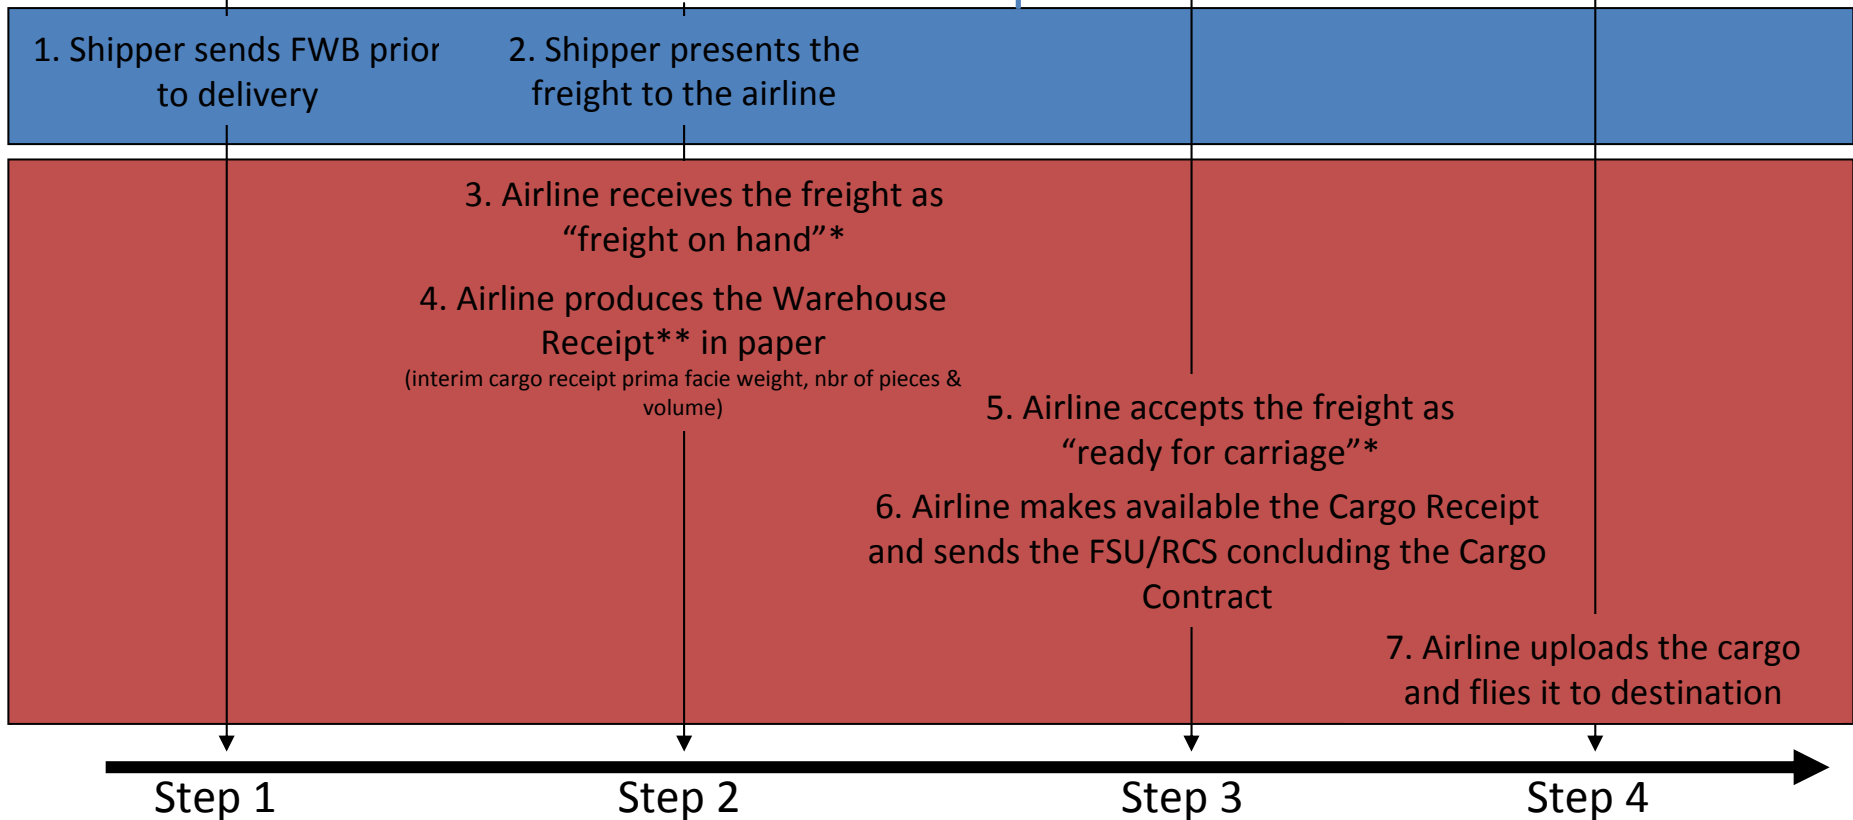 1. Shipper sends FWB prior
to delivery
2. Shipper presents the
freight to the airline
3. Airline receives the freight as
“freight on hand”*
4. Airline produces the Warehouse
Receipt** in paper
(interim cargo receipt prima facie weight, nbr of pieces &
volume)
5. Airline accepts the freight as
“ready for carriage”*
6. Airline makes available the Cargo Receipt
and sends the FSU/RCS concluding the Cargo
Contract
7. Airline uploads the cargo
and flies it to destination
Step 1
Step 2
Step 3
Step 4